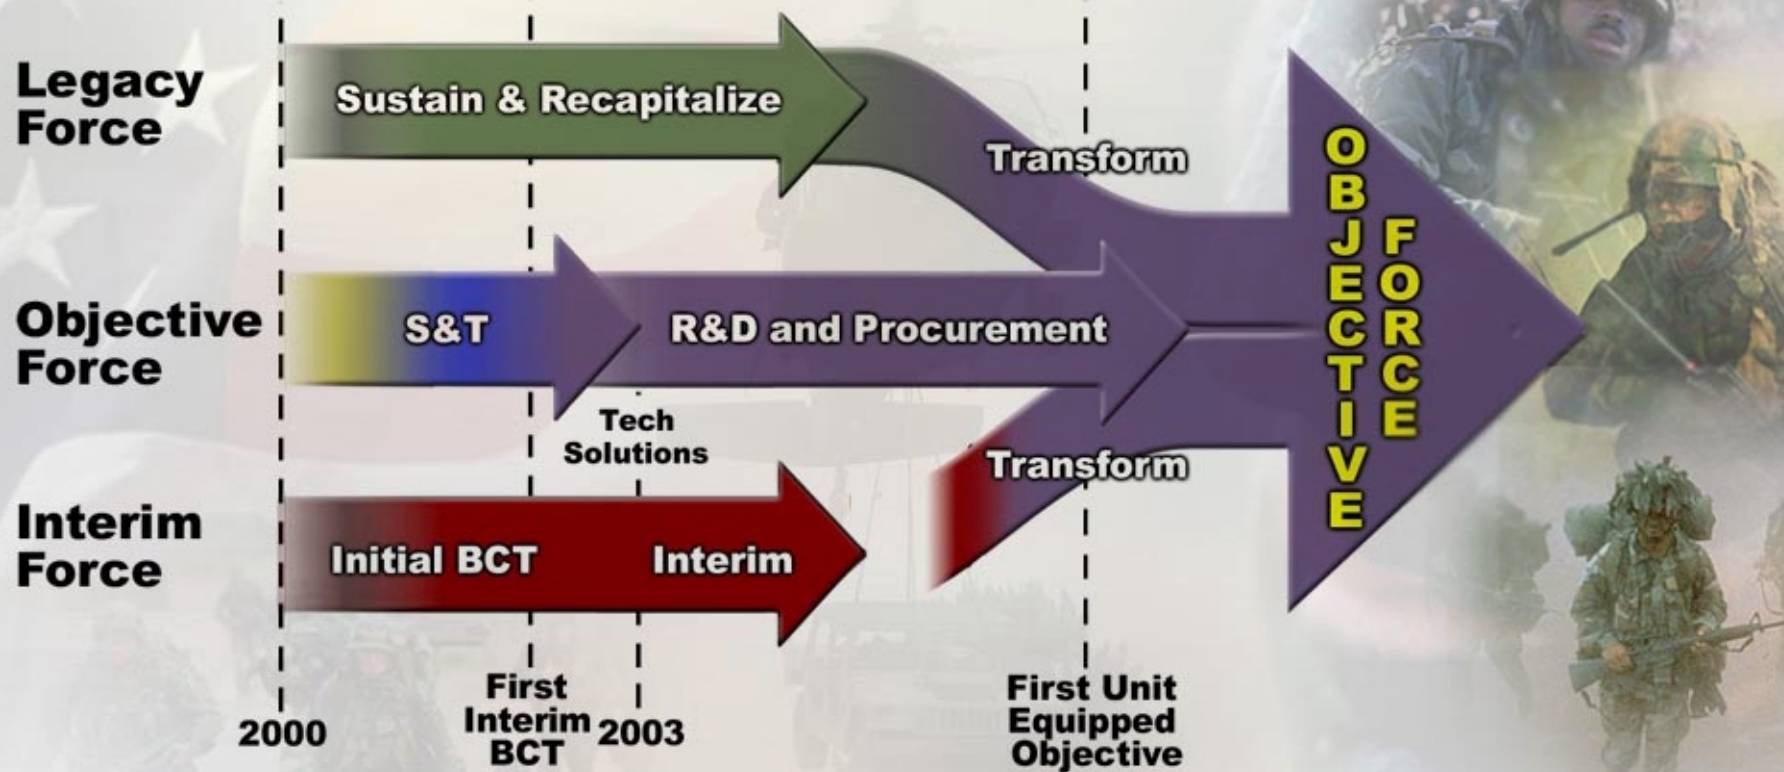 Legacy
Force
Sustain & Recapitalize
Transform
OBJECTIVE
FORCE
Objective
Force
S&T
R&D and Procurement
Tech
Solutions
Transform
Interim
Force
Initial BCT
Interim
2000
First
Interim
BCT
2003
First Unit
Equipped
Objective